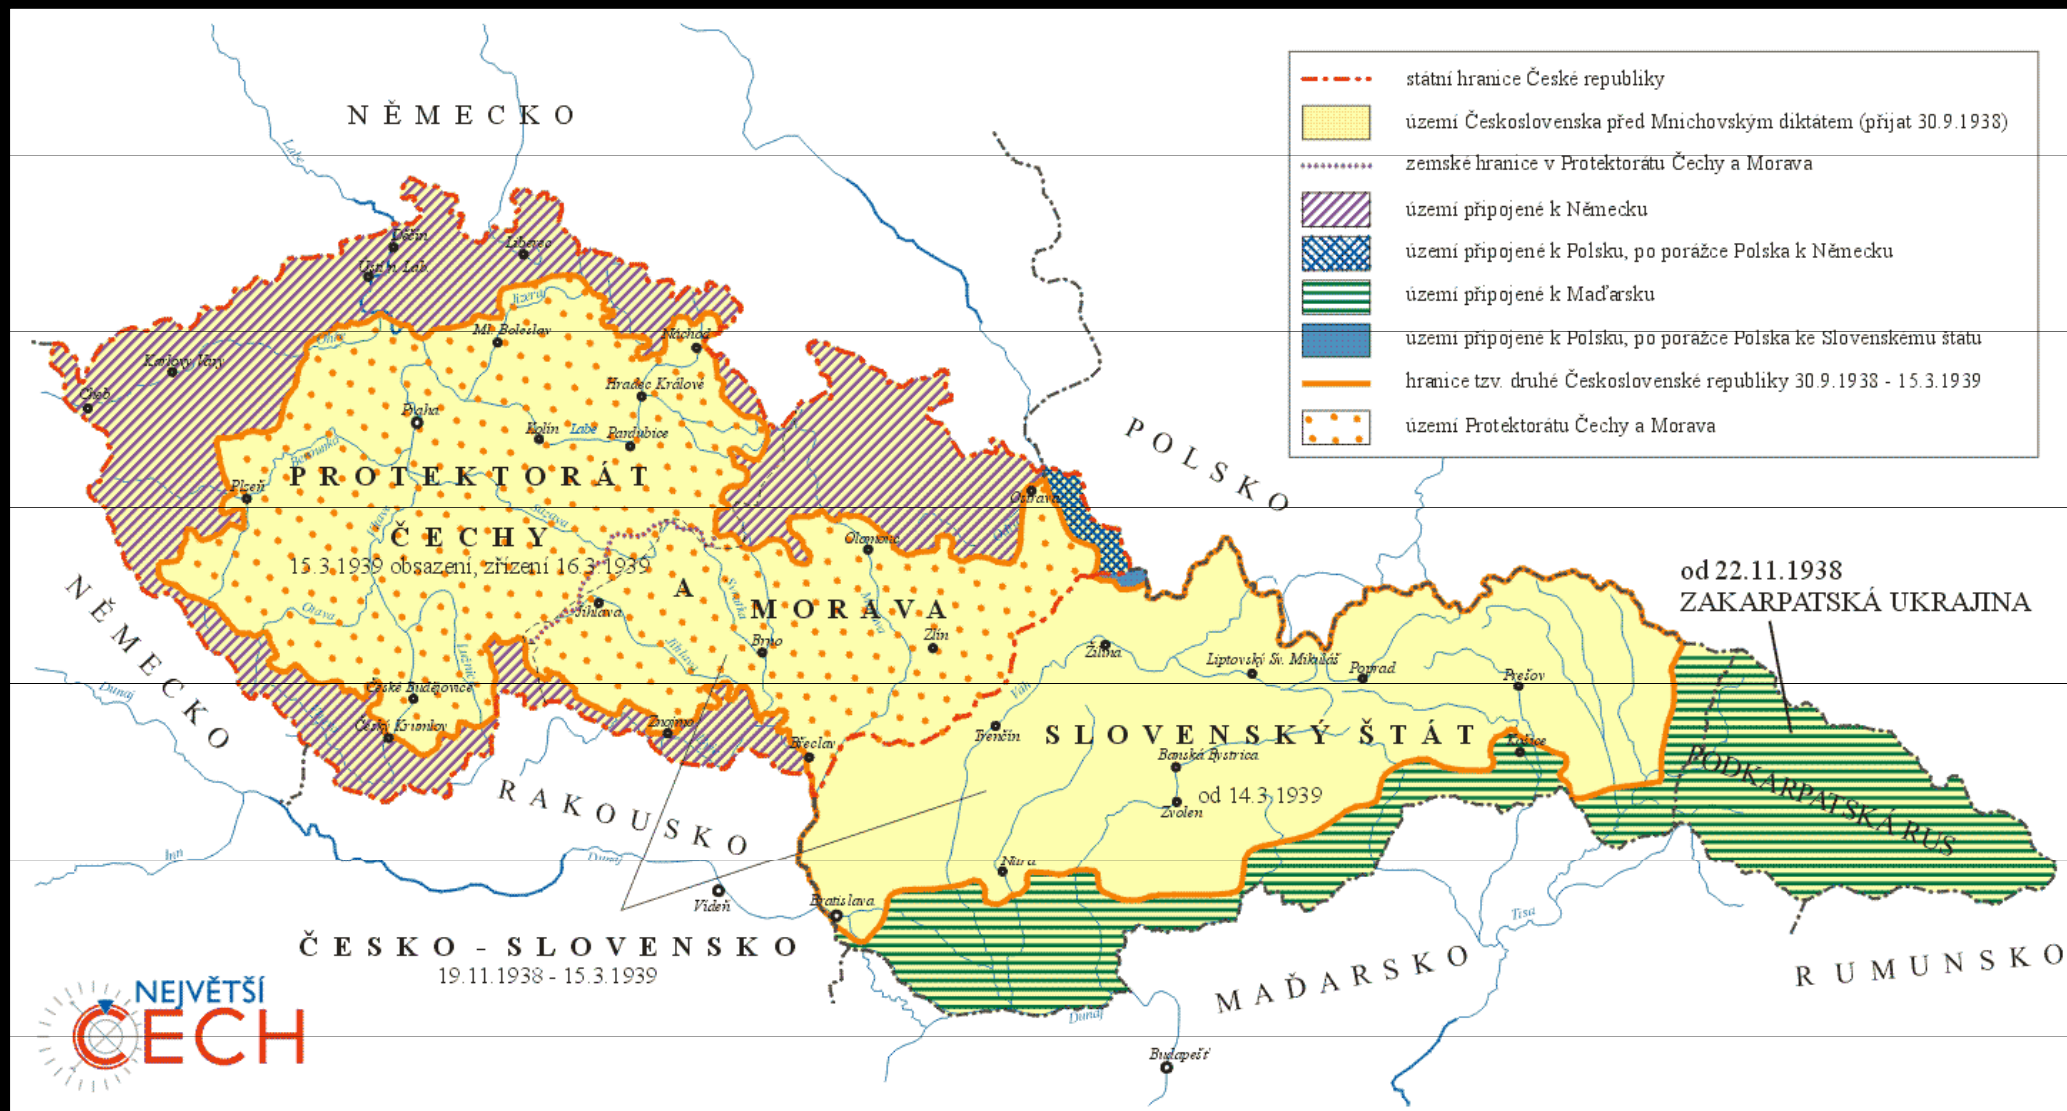 NĚMECKO
státní hranice České republiky
území Československa před Mnichovským diktátem (přijat 30.9.1938)
zemské hranice v Protektorátu Čechy a Morava
území připojené k Německu
území připojené k Polsku, po porážce Polska k Německu
území připojené k Maďarsku
území připojené k Polsku, po porážce Polska ke Slovenskému štátu
hranice tzv. druhé Československé republiky 30.9.1938 - 15.3.1939
území Protektorátu Čechy a Morava
Labe
Děčín
Liberec
Ústí n. Lab.
Jizera
Ml. Boleslav
Náchod
Ohře
Karlovy Vary
Cheb
Hradec Králové
Praha
Kolín
Labe
Pardubice
POLSKO
Berounka
PROTEKTORÁT
Plzeň
Ostrava
Odra
Sázava
Vltava
ČECHY
Olomouc
15.3.1939 obsazení, zřízení 16.3.1939
od 22.11.1938
ZAKARPATSKÁ UKRAJINA
NĚMECKO
A
MORAVA
Svratka
Morava
Otava
Jihlava
Zlín
Brno
Jihlava
Lužnice
Žilina
Liptovský Sv. Mikuláš
Poprad
Prešov
České Budějovice
Dunaj
Váh
Český Krumlov
Znojmo
Břeclav
Trenčín
SLOVENSKÝ ŠTÁT
Košice
Banská Bystrica
PODKARPATSKÁ RUS
od 14.3.1939
Zvolen
RAKOUSKO
Inn
Dunaj
Nitra
Vídeň
Bratislava
Tisa
ČESKO - SLOVENSKO
19.11.1938 - 15.3.1939
MAĎARSKO
RUMUNSKO
NEJVĚTŠÍ
ČECH
Dunaj
Budapešť